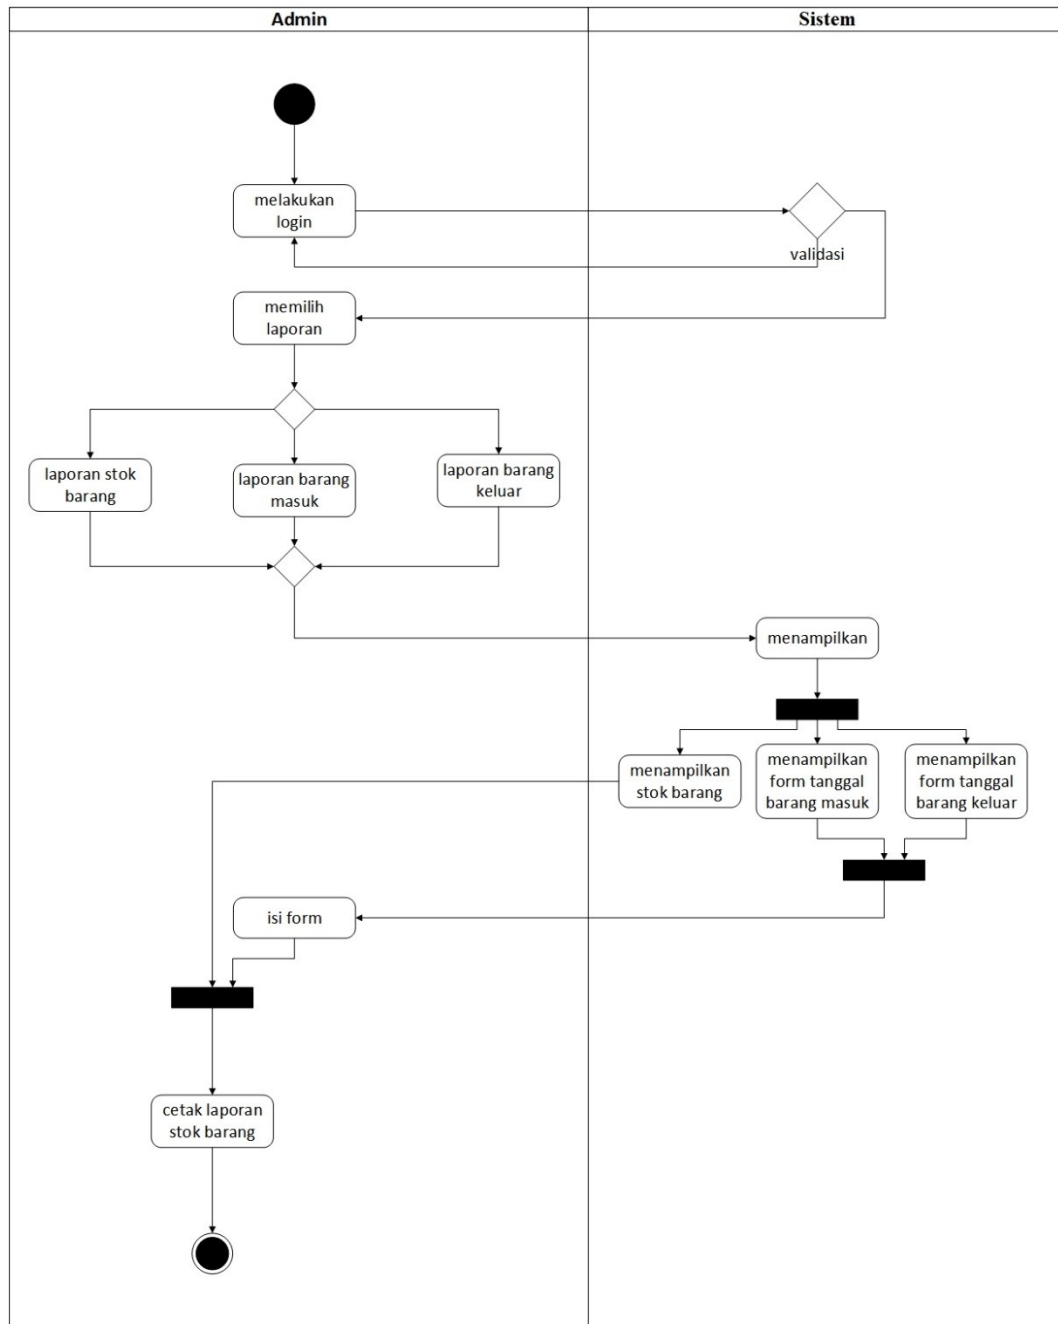 Admin
Sistem
melakukan
login
validasi
memilih
laporan
laporan stok
barang
laporan barang
masuk
laporan barang
keluar
menampilkan
menampilkan
stok barang
menampilkan
form tanggal
barang masuk
menampilkan
form tanggal
barang keluar
isi form
cetak laporan
stok barang